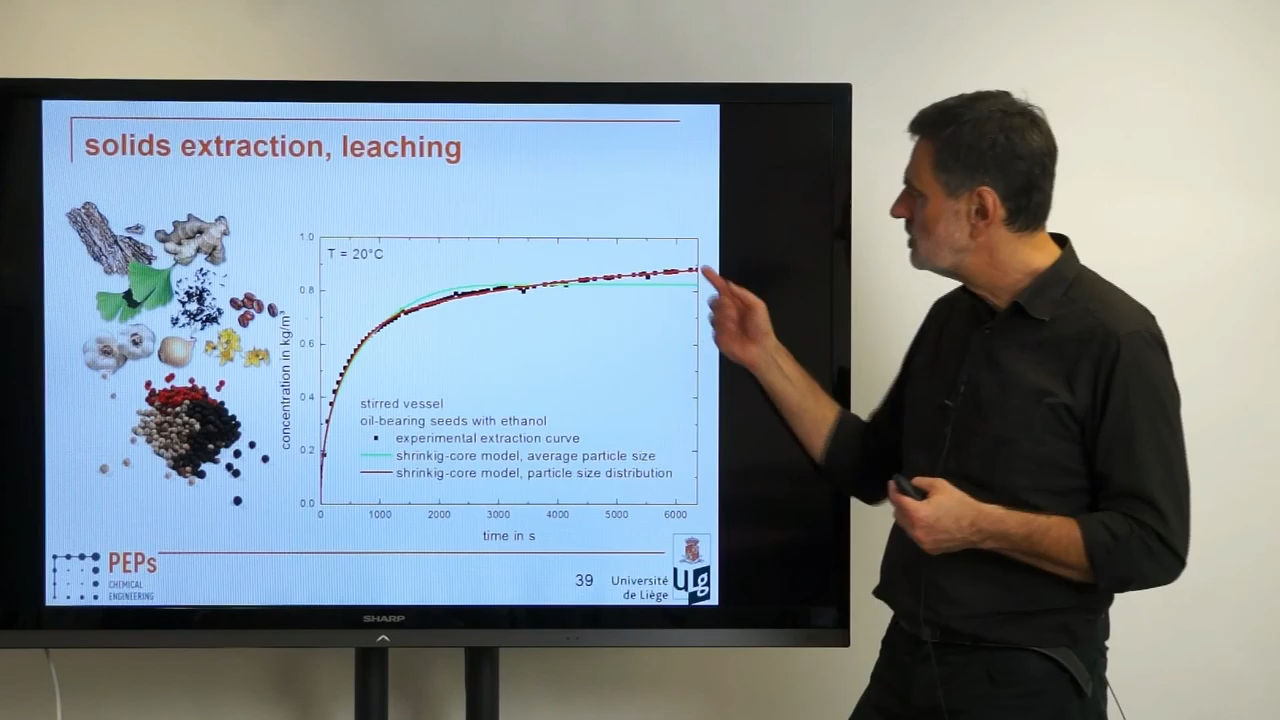 solids extraction, leaching
1.0
T = 20°C
0.8
0.6
0.4
0.2
0.0
concentration in kg/m³
stirred vessel
oil-bearing seeds with ethanol
experimental extraction curve
shrinkig-core model, average particle size
shrinkig-core model, particle size distribution
0 1000 2000 3000 4000 5000 6000
time in s
PEPs
CHEMICAL
ENGINEERING
39
Université
de Liège
Ug
SHARP